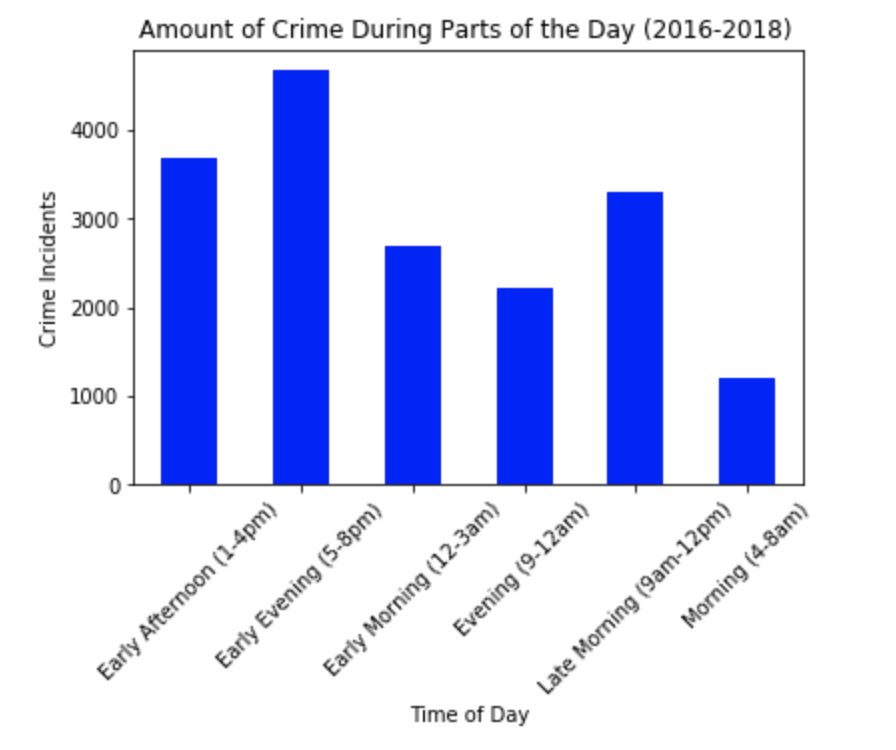 Amount of Crime During Parts of the Day (2016-2018)
Crime Incidents
4000
3000
2000
1000
0
Early Afternoon (1-4pm)
Early Evening (5-8pm)
Early Morning (12-3am)
Evening (9-12am)
Late Morning (9am-12pm)
Morning (4-8am)
Time of Day